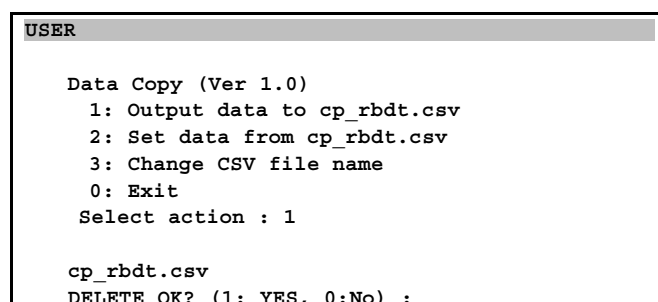 USER
Data Copy (Ver 1.0)
1: Output data to cp_rbdt.csv
2: Set data from cp_rbdt.csv
3: Change CSV file name
0: Exit
Select action : 1
cp_rbdt.csv
DELETE OK? (1: YES, 0:No) :